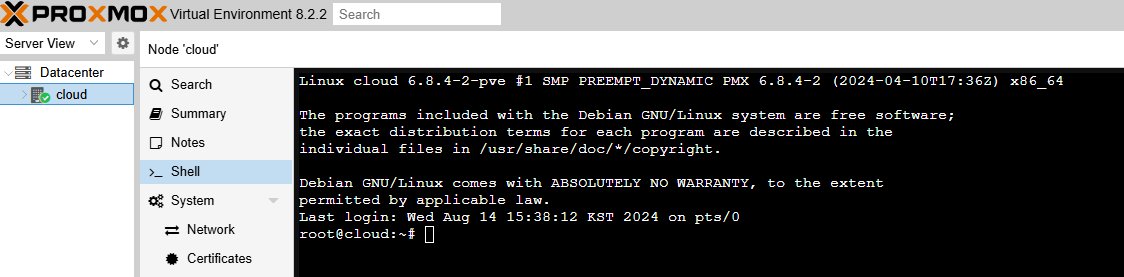 PROXMOX Virtual Environment 8.2.2 Search
Server View
Node 'cloud'
Datacenter
cloud
Search
Summary
Notes
Shell
System
Network
Certificates
Linux cloud 6.8.4-2-pve #1 SMP PREEMPT_DYNAMIC PMX 6.8.4-2 (2024-04-10T17:36Z) x86_64
The programs included with the Debian GNU/Linux system are free software;
the exact distribution terms for each program are described in the
individual files in /usr/share/doc/*/copyright.
Debian GNU/Linux comes with ABSOLUTELY NO WARRANTY, to the extent
permitted by applicable law.
Last login: Wed Aug 14 15:38:12 KST 2024 on pts/0
root@cloud:~#